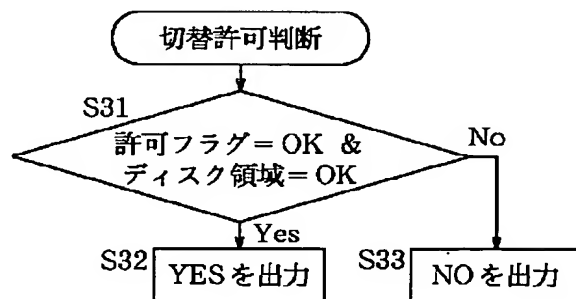 切替許可判断
S31
許可フラグ=OK &
ディスク領域=OK
No
Yes
S32
YESを出力
S33
NOを出力